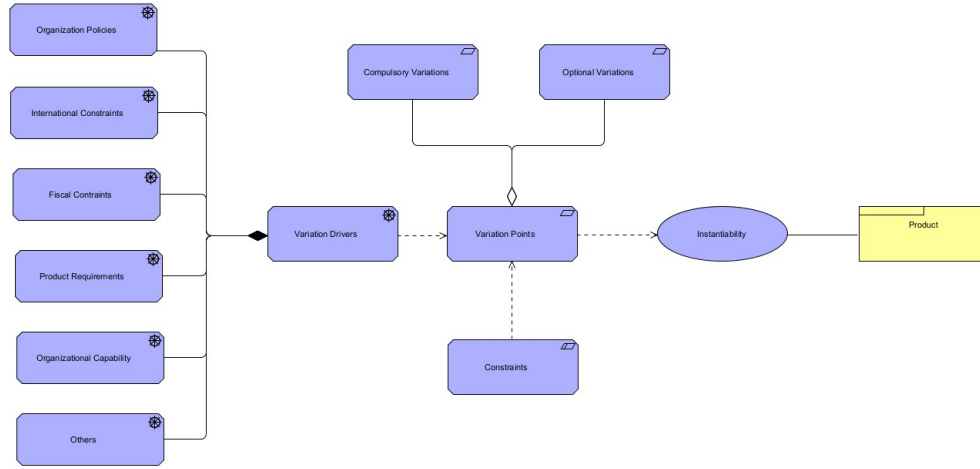 Organization Policies
International Constraints
Fiscal Contraints
Product Requirements
Organizational Capability
Others
Variation Drivers
Compulsory Variations
Optional Variations
Variation Points
Constraints
Instantiability
Product